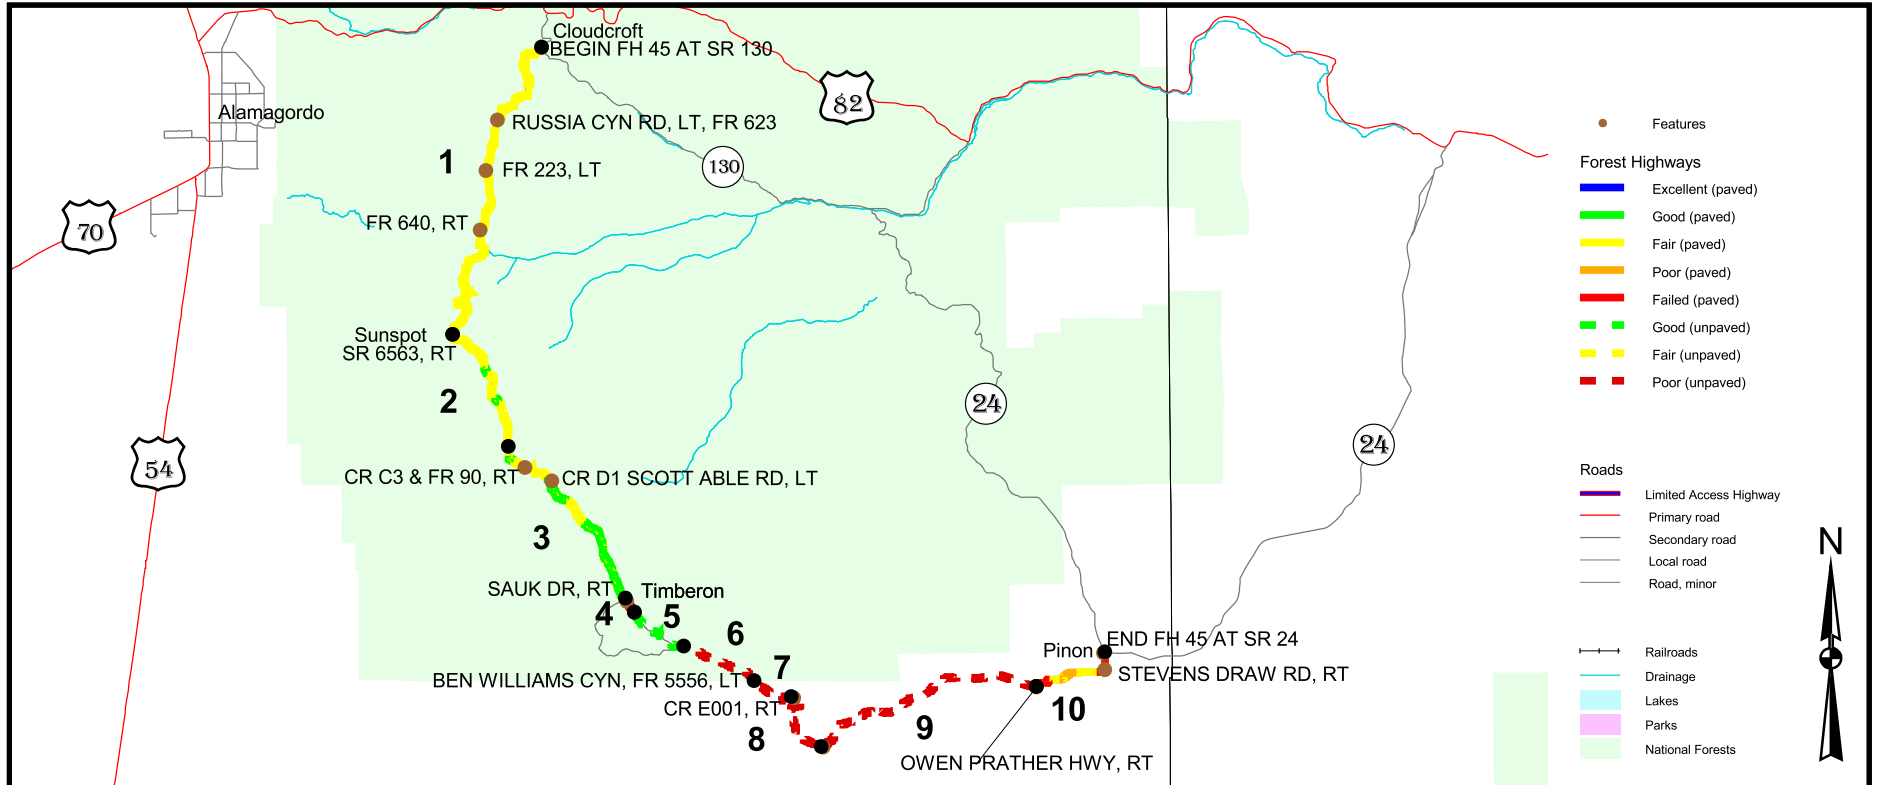 Cloudcroft
BEGIN FH 45 AT SR 130
82
Alamagordo
RUSSIA CYN RD, LT, FR 623
1
FR 223, LT
130
FR 640, RT
70
Sunspot
SR 6563, RT
2
24
24
54
CR C3 & FR 90, RT
CR D1 SCOTT ABLE RD, LT
3
SAUK DR, RT
Timberon
4
5
6
7
BEN WILLIAMS CYN, FR 5556, LT
CR E001, RT
8
9
10
Pinon
END FH 45 AT SR 24
STEVENS DRAW RD, RT
OWEN PRATHER HWY, RT
Features
Forest Highways
Excellent (paved)
Good (paved)
Fair (paved)
Poor (paved)
Failed (paved)
Good (unpaved)
Fair (unpaved)
Poor (unpaved)
Roads
Limited Access Highway
Primary road
Secondary road
Local road
Road, minor
Railroads
Drainage
Lakes
Parks
National Forests
N